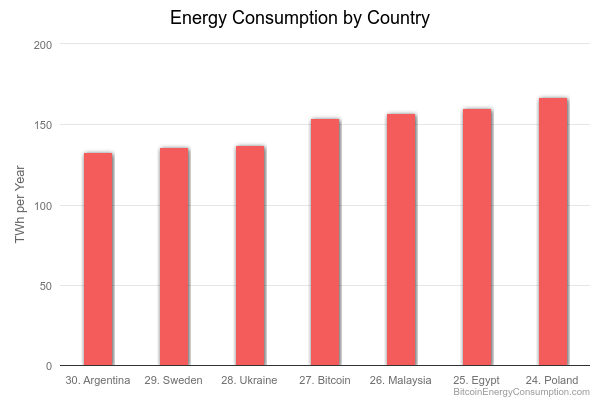 Energy Consumption by Country
TWh per Year
200
150
100
50
0
30. Argentina
29. Sweden
28. Ukraine
27. Bitcoin
26. Malaysia
25. Egypt
24. Poland
BitcoinEnergyConsumption.com